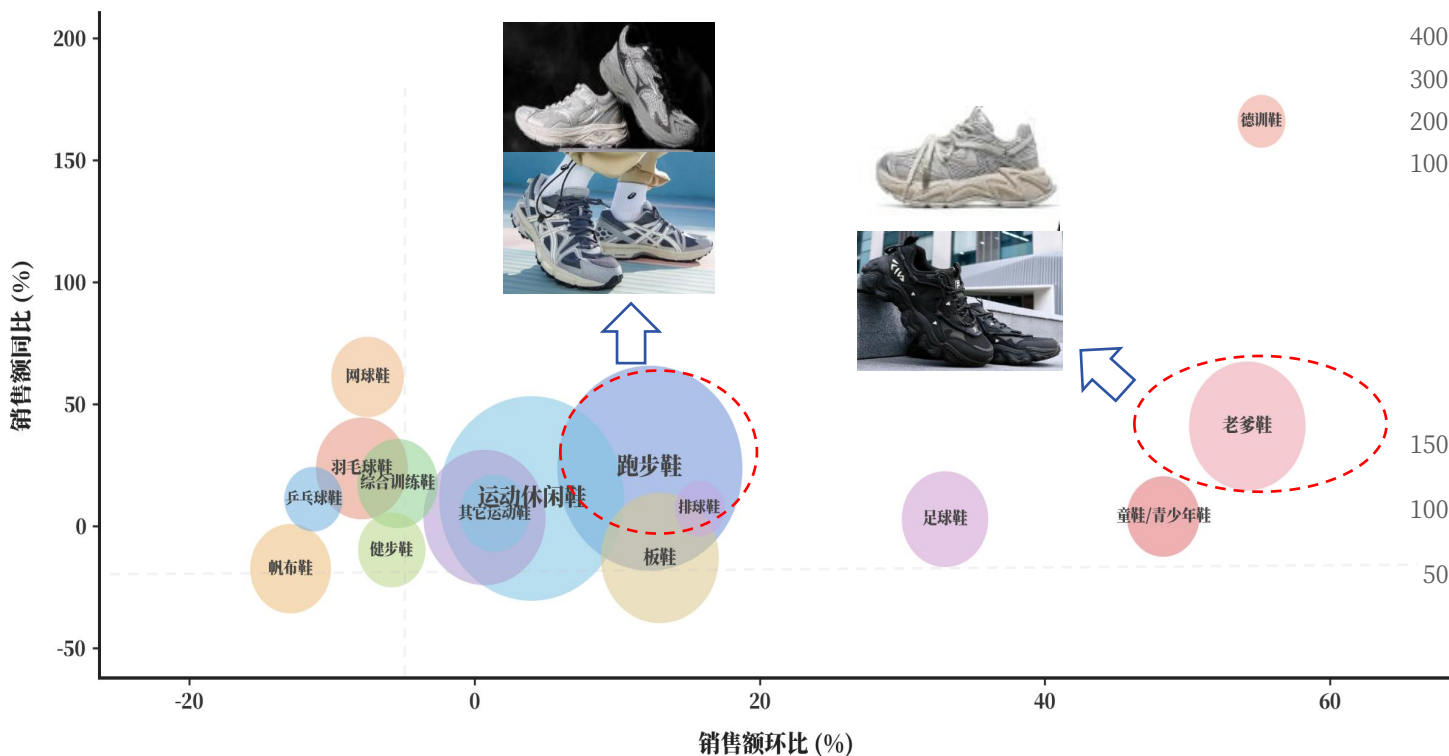 200
400
300
德训鞋
200
150
100
100
销售额同比 (%)
网球鞋
50
150
老爹鞋
羽毛球鞋
跑步鞋
综合训练鞋
乒乓球鞋
运动休闲鞋
排球鞋
100
其它运动鞋
足球鞋
童鞋/青少年鞋
0
健步鞋
板鞋
帆布鞋
50
-50
-20
0
20
40
60
销售额环比 (%)